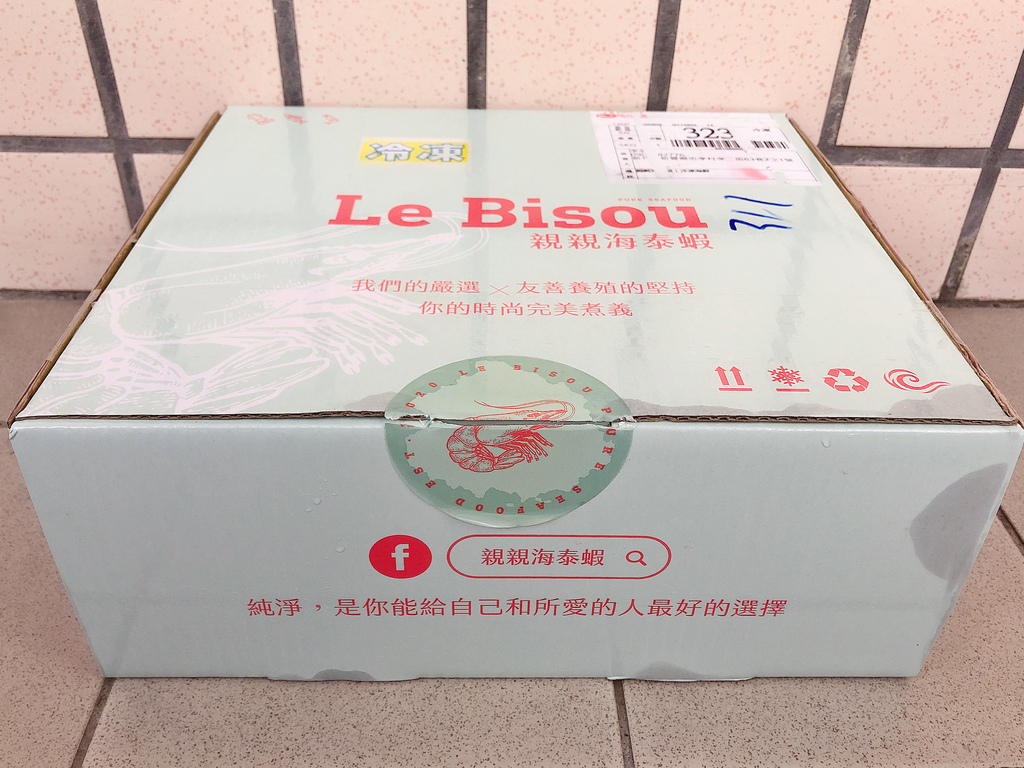 冷凍
323
冷凍
PURE SEAFOOD
Le Bisou
311
親親海泰蝦
我們的嚴選 × 友善養殖的堅持
你的時尚完美煮義
LE BISOU PURE SEAFOOD EST. 2020
f
親親海泰蝦
純淨，是你能給自己和所愛的人最好的選擇